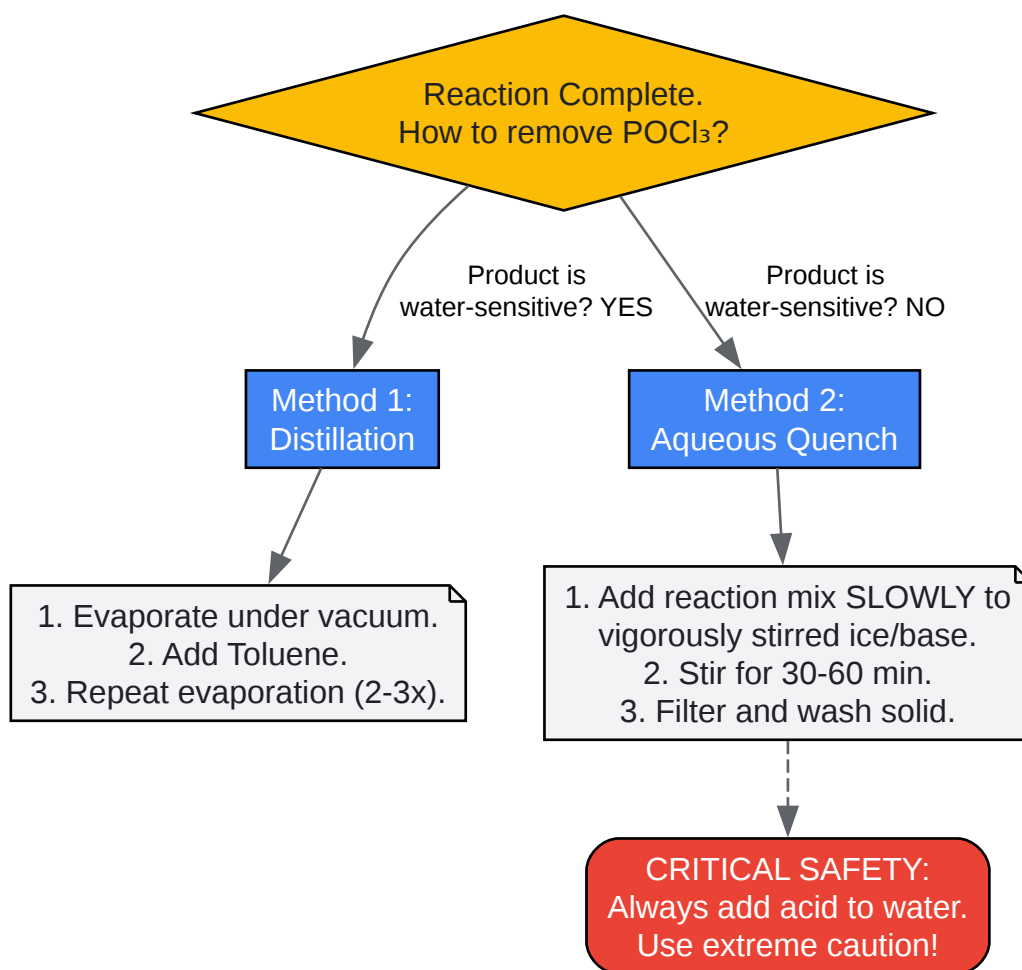 Reaction Complete.
How to remove POCl₃?
Product is
water-sensitive? YES
Product is
water-sensitive? NO
Method 1:
Distillation
Method 2:
Aqueous Quench
1. Evaporate under vacuum.
2. Add Toluene.
3. Repeat evaporation (2-3x).
1. Add reaction mix SLOWLY to
vigorously stirred ice/base.
2. Stir for 30-60 min.
3. Filter and wash solid.
CRITICAL SAFETY:
Always add acid to water.
Use extreme caution!